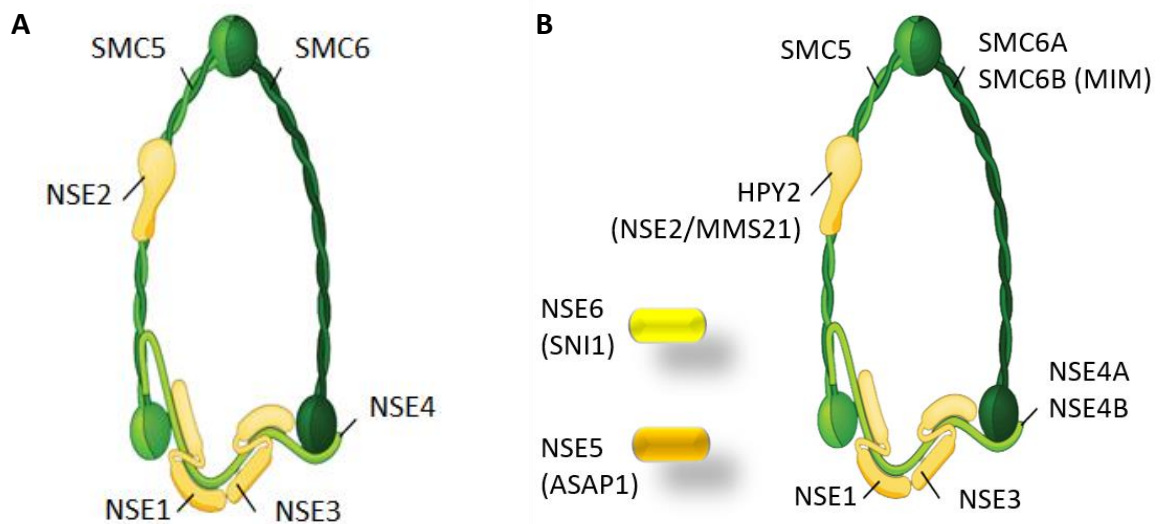 A
SMC5
SMC6
NSE2
NSE4
NSE1
NSE3
B
SMC5
SMC6A
SMC6B (MIM)
HPY2
(NSE2/MMS21)
NSE6
(SNI1)
NSE5
(ASAP1)
NSE4A
NSE4B
NSE1
NSE3